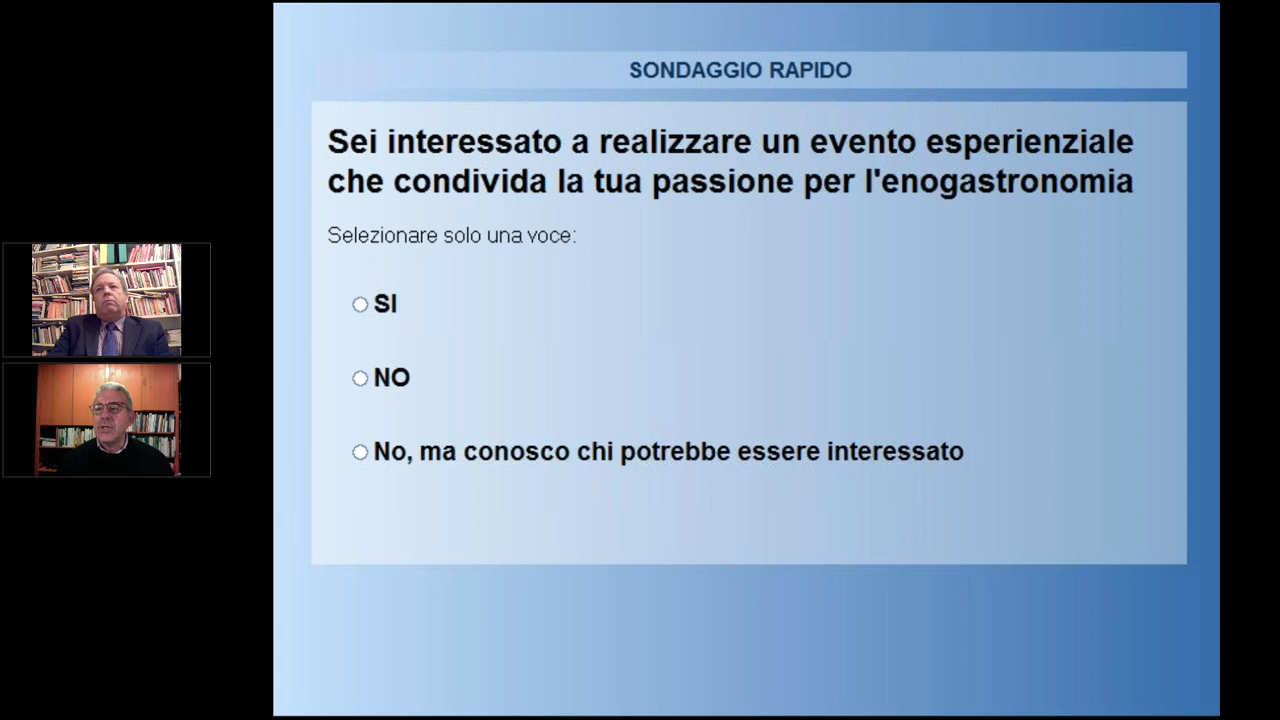 SONDAGGIO RAPIDO
Sei interessato a realizzare un evento esperienziale
che condivida la tua passione per l'enogastronomia
Selezionare solo una voce:
SI
NO
No, ma conosco chi potrebbe essere interessato